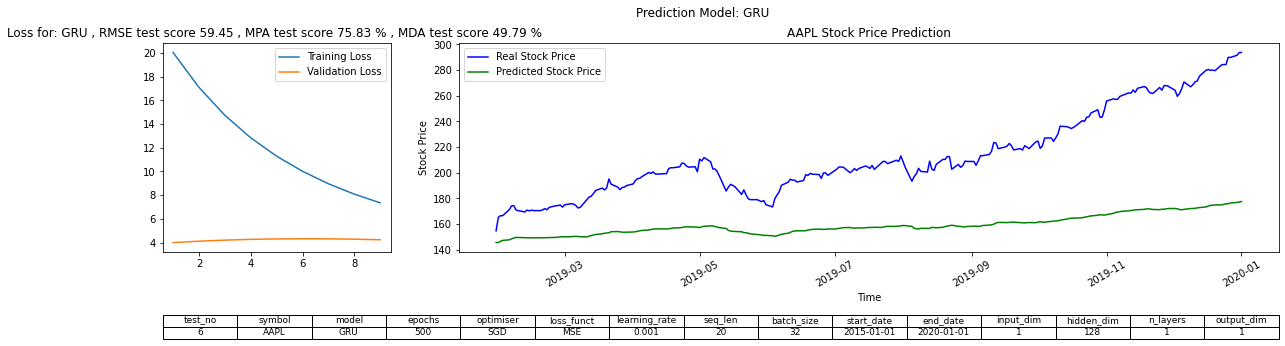 Prediction Model: GRU
Loss for: GRU , RMSE test score 59.45 , MPA test score 75.83 % , MDA test score 49.79 %
20
18
16
14
12
10
8
6
4
2
4
6
8
Training Loss
Validation Loss
AAPL Stock Price Prediction
Stock Price
300
280
260
240
220
200
180
160
140
Real Stock Price
Predicted Stock Price
2019-03
2019-05
2019-07
2019-09
2019-11
2020-01
Time
test_no symbol model epochs optimiser loss_funct learning_rate seq_len batch_size start_date end_date input_dim hidden_dim n_layers output_dim
6 AAPL GRU 500 SGD MSE 0.001 20 32 2015-01-01 2020-01-01 1 128 1 1